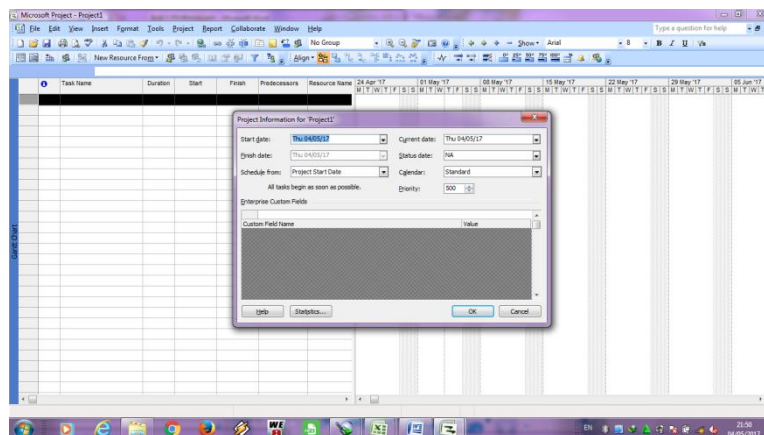 Microsoft Project - Project1
File Edit View Insert Format Tools Project Report Collaborate Window Help
Type a question for help
No Group
Show
Arial
8
B I U
New Resource From
Align
Task Name Duration Start Finish Predecessors Resource Name
24 Apr '17 01 May '17 08 May '17 15 May '17 22 May '17 29 May '17 05 Jun '17
M T W T F S S M T W T F S S M T W T F S S M T W T F S S M T W T F S S M T W T F S S M T W T
Project Information for 'Project1'
Start date: Thu 04/05/17 Current date: Thu 04/05/17
Finish date: Thu 04/05/17 Status date: NA
Schedule from: Project Start Date Calendar: Standard
All tasks begin as soon as possible. Priority: 500
Enterprise Custom Fields
Custom Field Name Value
Help Statistics... OK Cancel
Gantt Chart
EN
21:50
04/05/2017